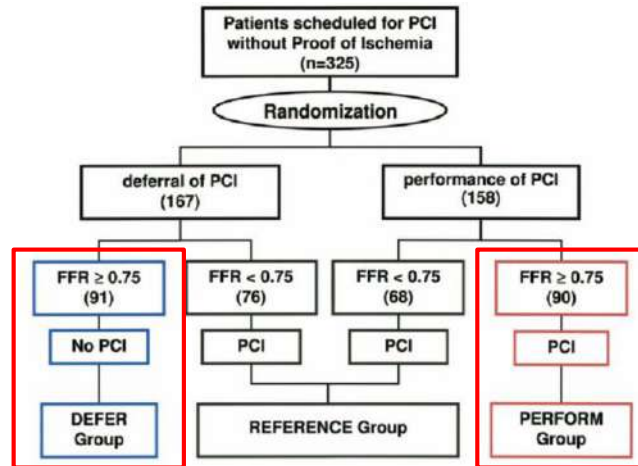 Patients scheduled for PCI
without Proof of Ischemia
(n=325)
Randomization
deferral of PCI
(167)
performance of PCI
(158)
FFR ≥ 0.75
(91)
FFR < 0.75
(76)
FFR < 0.75
(68)
FFR ≥ 0.75
(90)
No PCI
PCI
PCI
PCI
DEFER
Group
REFERENCE Group
PERFORM
Group